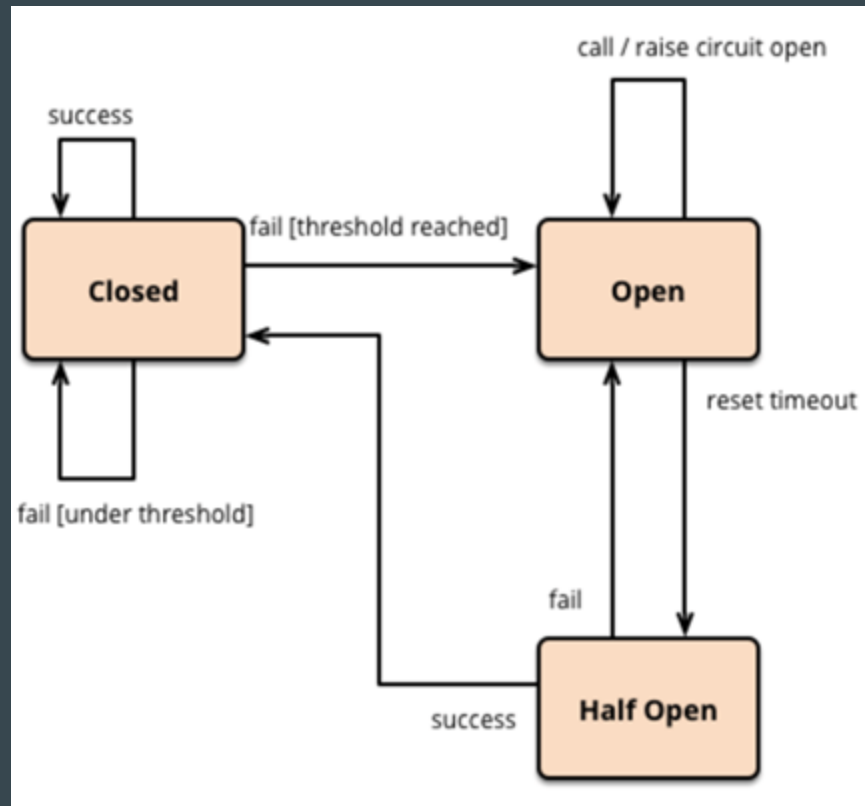 call / raise circuit open
success
fail [threshold reached]
Closed
Open
reset timeout
fail [under threshold]
fail
Half Open
success